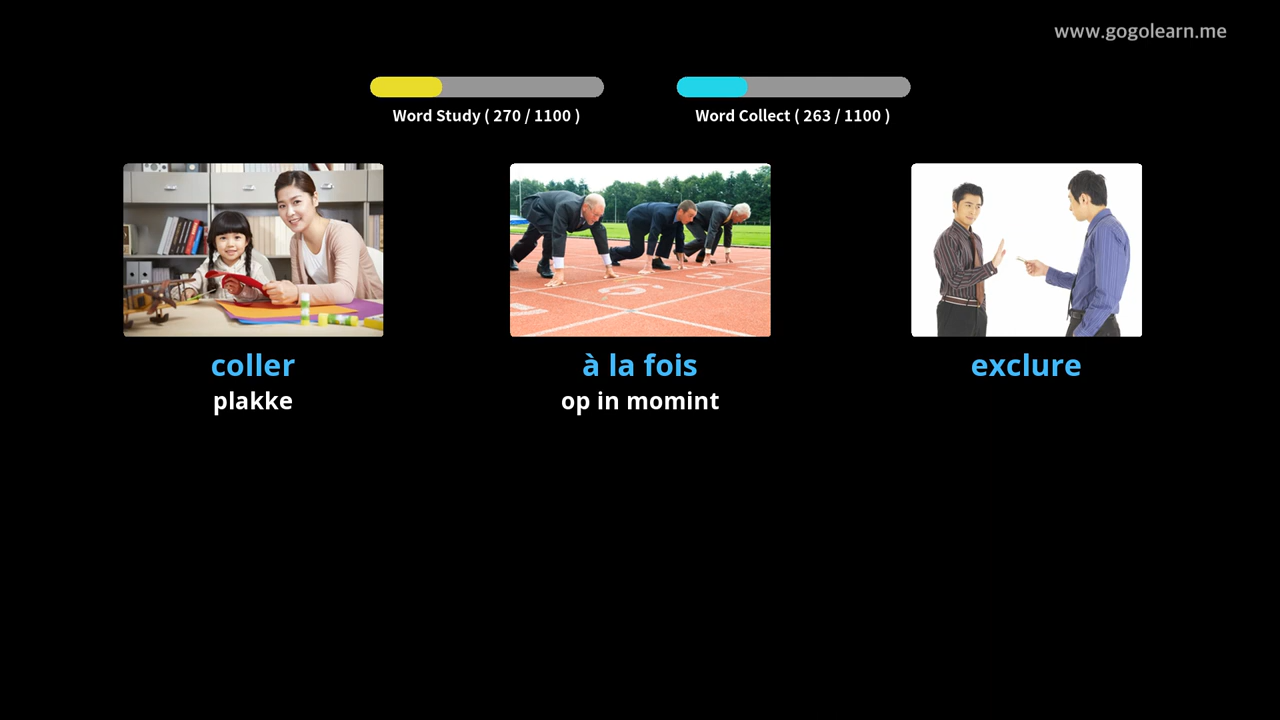 www.gogolearn.me
Word Study ( 270 / 1100 )
Word Collect ( 263 / 1100 )
coller
à la fois
exclure
plakke
op in momint